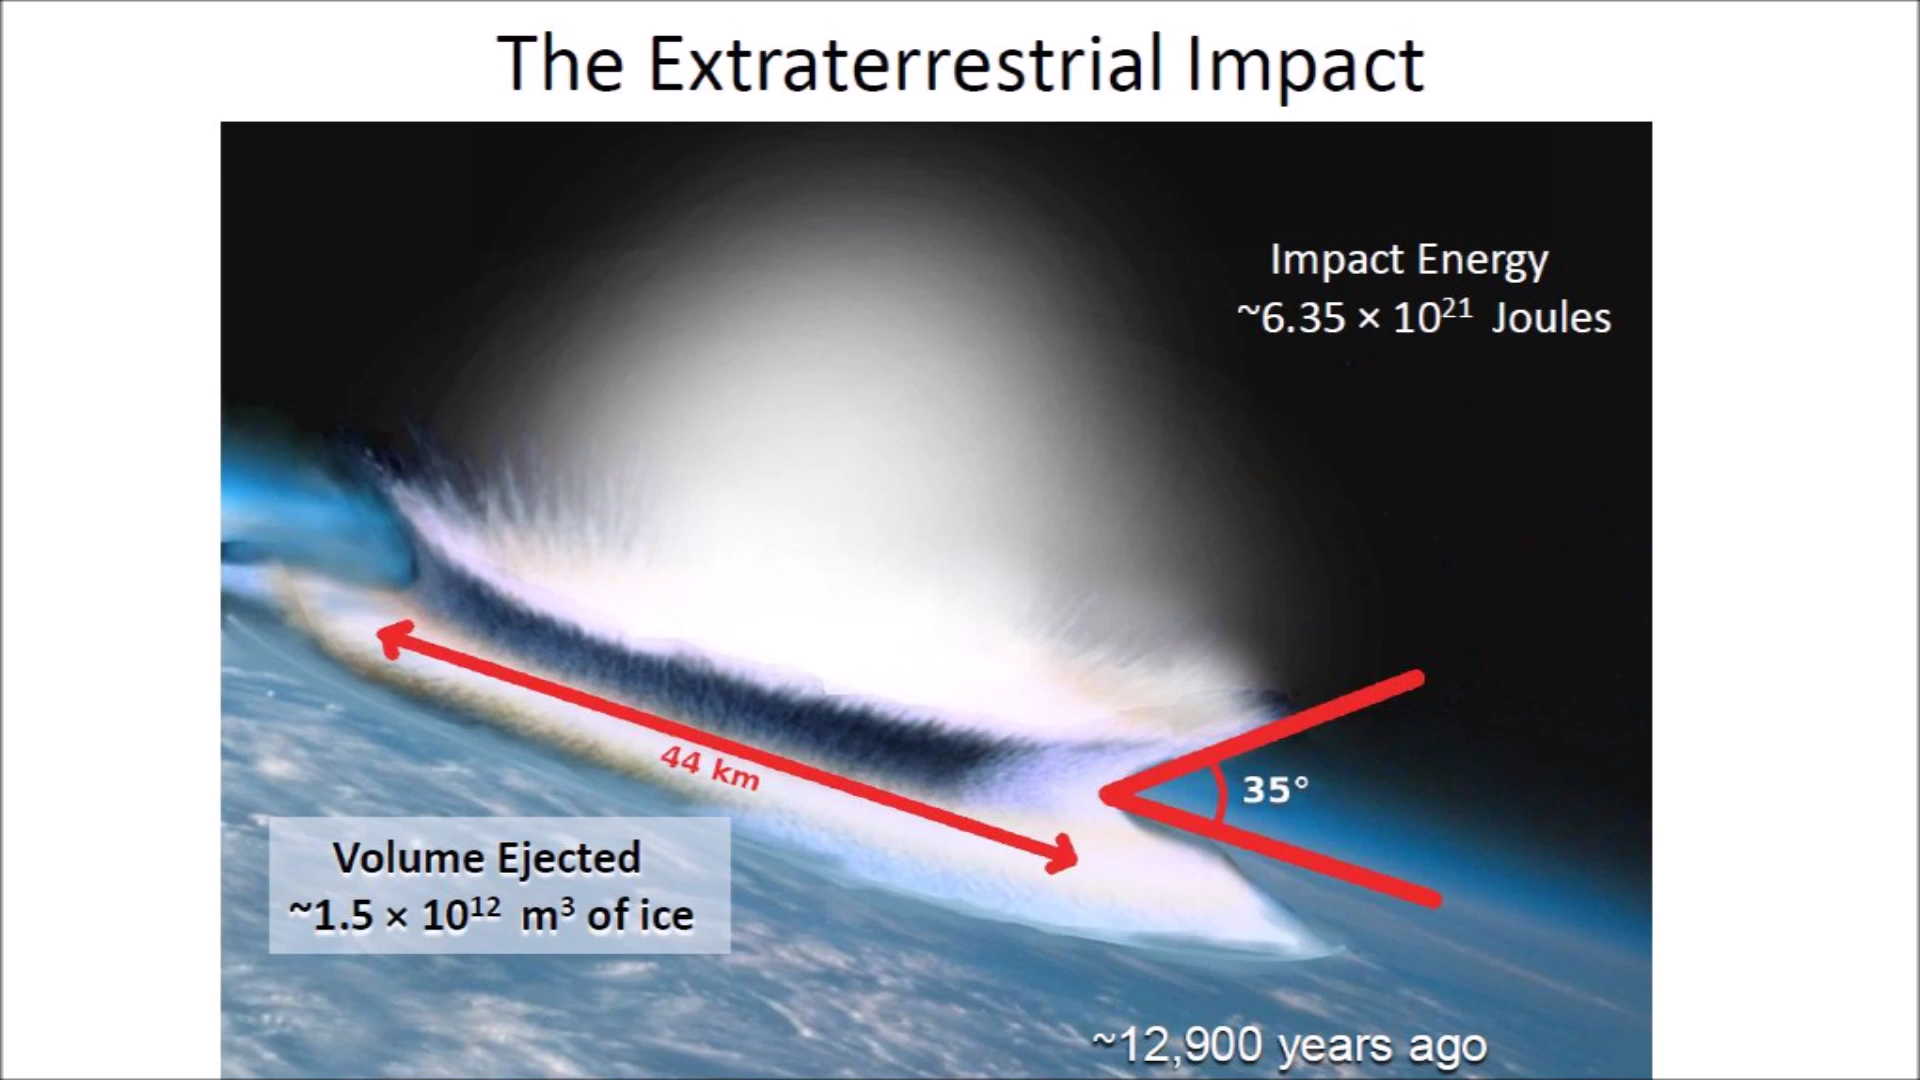 The Extraterrestrial Impact
Impact Energy
~6.35 × 10²¹ Joules
44 km
35°
Volume Ejected
~1.5 × 10¹² m³ of ice
~12,900 years ago